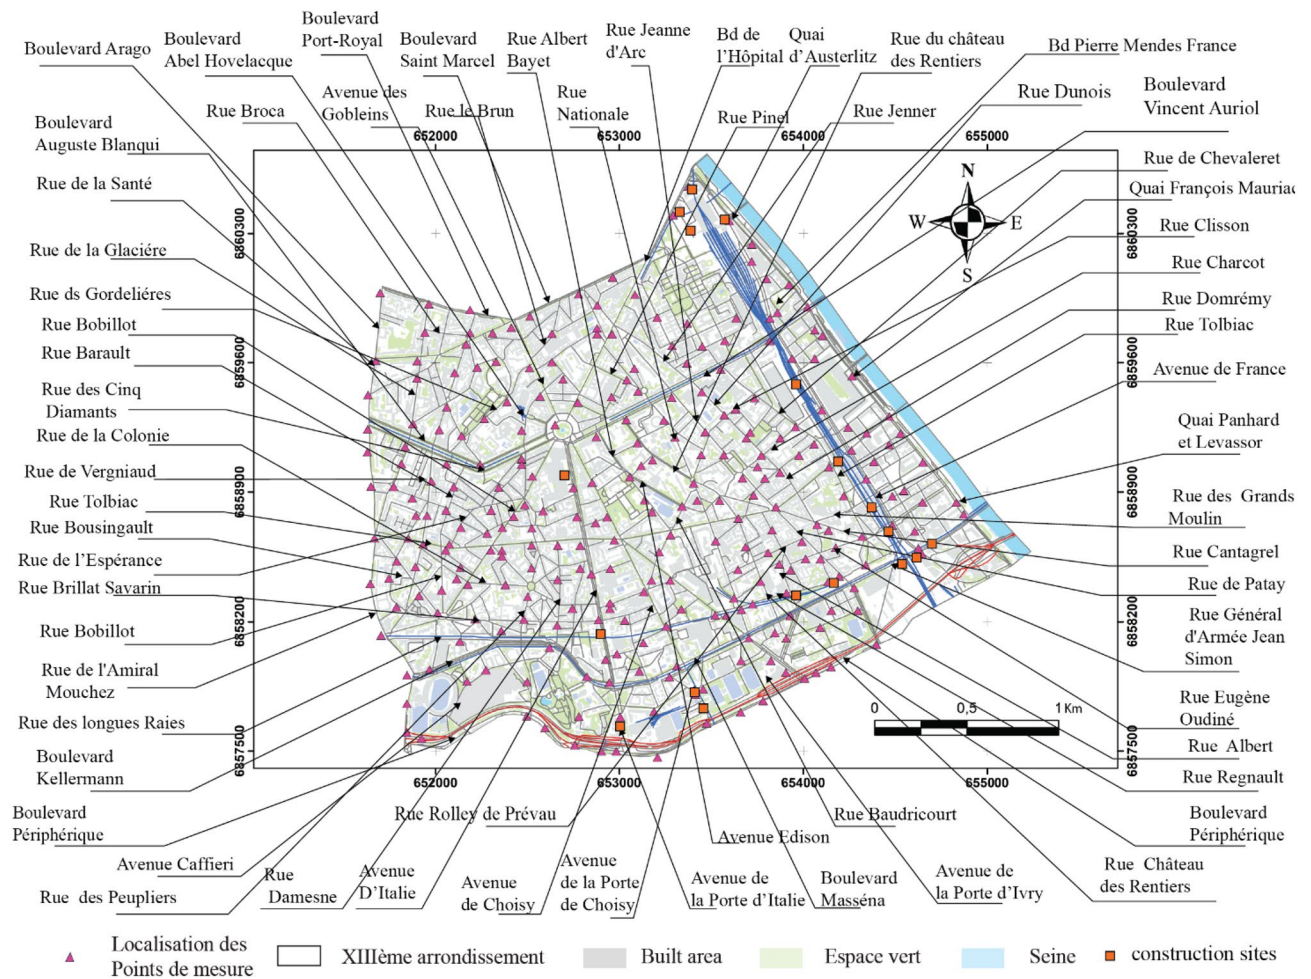 Boulevard Arago
Boulevard
Abel Hovelacque
Boulevard
Port-Royal
Boulevard
Saint Marcel
Rue Albert
Bayet
Rue Jeanne
d'Arc
Bd de
l'Hôpital
Quai
d'Austerlitz
Rue du château
des Rentiers
Bd Pierre Mendes France
Rue Broca
Avenue des
Gobleins
Rue le Brun
Rue
Nationale
Rue Pinel
Rue Jenner
Rue Dunois
Boulevard
Vincent Auriol
Boulevard
Auguste Blanqui
Rue de la Santé
Rue de la Glaciére
Rue ds Gordeliéres
Rue Bobillot
Rue Barault
Rue des Cinq
Diamants
Rue de la Colonie
Rue de Vergniaud
Rue Tolbiac
Rue Bousingault
Rue de l'Espérance
Rue Brillat Savarin
Rue Bobillot
Rue de l'Amiral
Mouchez
Rue des longues Raies
Boulevard
Kellermann
Boulevard
Périphérique
652000
653000
654000
655000
6860300
6859600
6858900
6858200
6857500
N
W
E
S
6860300
6859600
6858900
6858200
6857500
0
0,5
1 Km
652000
653000
654000
655000
Rue de Chevaleret
Quai François Mauriac
Rue Clisson
Rue Charcot
Rue Domrémy
Rue Tolbiac
Avenue de France
Quai Panhard
et Levassor
Rue des Grands
Moulin
Rue Cantagrel
Rue de Patay
Rue Général
d'Armée Jean
Simon
Rue Eugène
Oudiné
Rue Albert
Rue Regnault
Boulevard
Périphérique
Rue Château
des Rentiers
Avenue Caffieri
Rue des Peupliers
Rue
Damesne
Avenue
D'Italie
Rue Rolley de Prévau
Avenue
de Choisy
Avenue
de la Porte
de Choisy
Avenue Edison
Avenue de
la Porte d'Italie
Boulevard
Masséna
Rue Baudricourt
Avenue de
la Porte d'Ivry
Localisation des
Points de mesure
XIIIème arrondissement
Built area
Espace vert
Seine
construction sites